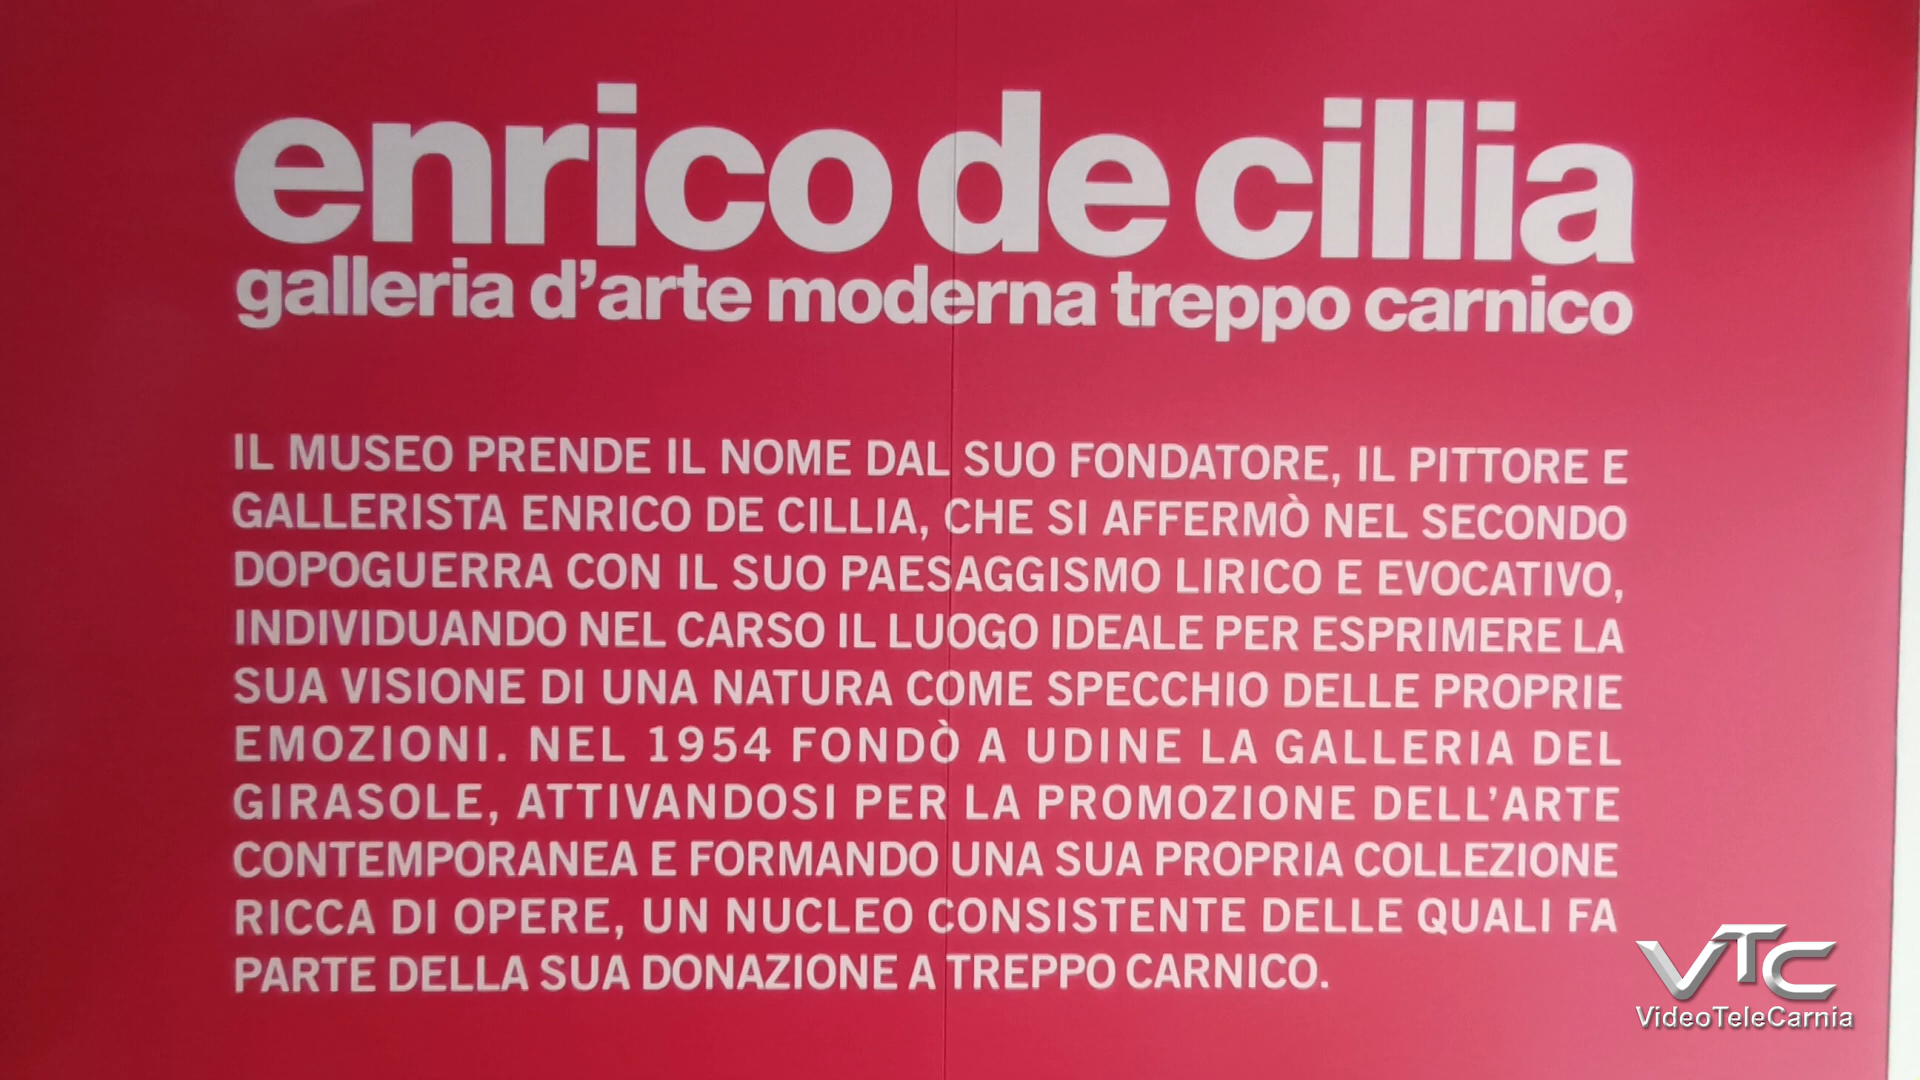 enrico de cillia
galleria d'arte moderna treppo carnico
IL MUSEO PRENDE IL NOME DAL SUO FONDATORE, IL PITTORE E
GALLERISTA ENRICO DE CILLIA, CHE SI AFFERMÒ NEL SECONDO
DOPOGUERRA CON IL SUO PAESAGGISMO LIRICO E EVOCATIVO,
INDIVIDUANDO NEL CARSO IL LUOGO IDEALE PER ESPRIMERE LA
SUA VISIONE DI UNA NATURA COME SPECCHIO DELLE PROPRIE
EMOZIONI. NEL 1954 FONDÒ A UDINE LA GALLERIA DEL
GIRASOLE, ATTIVANDOSI PER LA PROMOZIONE DELL'ARTE
CONTEMPORANEA E FORMANDO UNA SUA PROPRIA COLLEZIONE
RICCA DI OPERE, UN NUCLEO CONSISTENTE DELLE QUALI FA
PARTE DELLA SUA DONAZIONE A TREPPO CARNICO.
VTC
VideoTeleCarnia